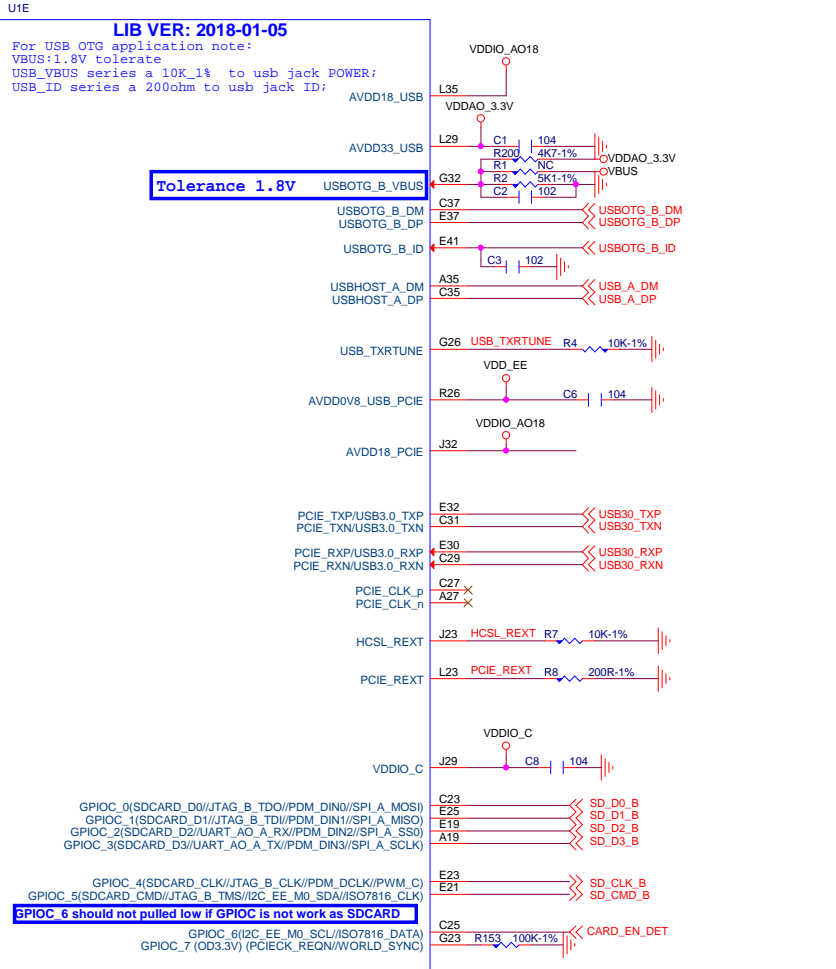 U1E
LIB VER: 2018-01-05
For USB OTG application note:
VBUS:1.8V tolerate
USB_VBUS series a 10K_1% to usb jack POWER;
USB_ID series a 200ohm to usb jack ID;
VDDIO_AO18
AVDD18_USB L35
VDDAO_3.3V
AVDD33_USB L29 C1 104
R200 4K7-1% VDDAO_3.3V
R1 NC VBUS
Tolerance 1.8V USBOTG_B_VBUS G32 R2 5K1-1%
C2 102
USBOTG_B_DM C37 USBOTG_B_DM
USBOTG_B_DP E37 USBOTG_B_DP
USBOTG_B_ID E41 USBOTG_B_ID
C3 102
USBHOST_A_DM A35 USB_A_DM
USBHOST_A_DP C35 USB_A_DP
USB_TXRTUNE G26 USB_TXRTUNE R4 10K-1%
VDD_EE
AVDD0V8_USB_PCIE R26 C6 104
VDDIO_AO18
AVDD18_PCIE J32
PCIE_TXP/USB3.0_TXP E32 USB30_TXP
PCIE_TXN/USB3.0_TXN C31 USB30_TXN
PCIE_RXP/USB3.0_RXP E30 USB30_RXP
PCIE_RXN/USB3.0_RXN C29 USB30_RXN
PCIE_CLK_p C27
PCIE_CLK_n A27
HCSL_REXT J23 HCSL_REXT R7 10K-1%
PCIE_REXT L23 PCIE_REXT R8 200R-1%
VDDIO_C
VDDIO_C J29 C8 104
GPIOC_0(SDCARD_D0//JTAG_B_TDO//PDM_DIN0//SPI_A_MOSI) C23 SD_D0_B
GPIOC_1(SDCARD_D1//JTAG_B_TDI//PDM_DIN1//SPI_A_MISO) E25 SD_D1_B
GPIOC_2(SDCARD_D2//UART_AO_A_RX//PDM_DIN2//SPI_A_SS0) E19 SD_D2_B
GPIOC_3(SDCARD_D3//UART_AO_A_TX//PDM_DIN3//SPI_A_SCLK) A19 SD_D3_B
GPIOC_4(SDCARD_CLK//JTAG_B_CLK//PDM_DCLK//PWM_C) E23 SD_CLK_B
GPIOC_5(SDCARD_CMD//JTAG_B_TMS//I2C_EE_M0_SDA//ISO7816_CLK) E21 SD_CMD_B
GPIOC_6 should not pulled low if GPIOC is not work as SDCARD
GPIOC_6(I2C_EE_M0_SCL//ISO7816_DATA) C25 CARD_EN_DET
GPIOC_7 (OD3.3V) (PCIECK_REQN//WORLD_SYNC) G23 R153 100K-1%